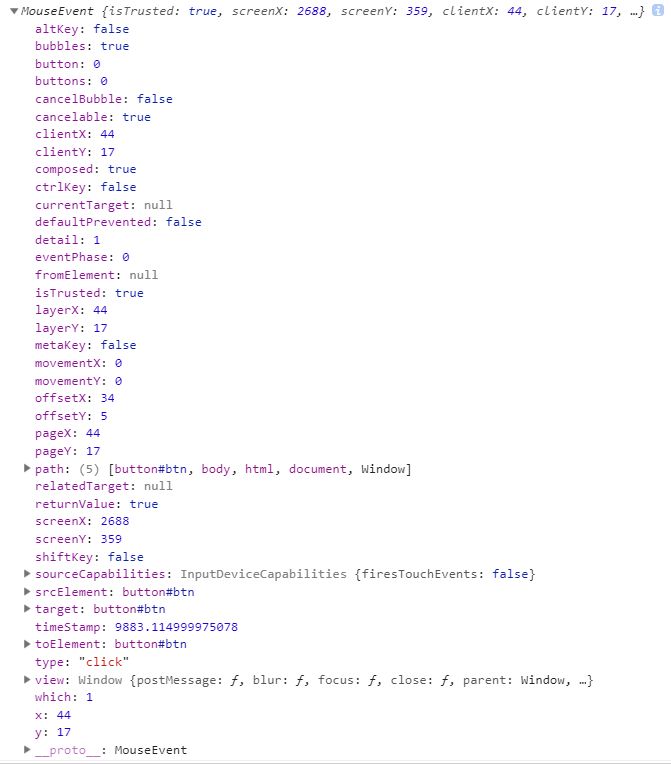 MouseEvent {isTrusted: true, screenX: 2688, screenY: 359, clientX: 44, clientY: 17, …}
altKey: false
bubbles: true
button: 0
buttons: 0
cancelBubble: false
cancelable: true
clientX: 44
clientY: 17
composed: true
ctrlKey: false
currentTarget: null
defaultPrevented: false
detail: 1
eventPhase: 0
fromElement: null
isTrusted: true
layerX: 44
layerY: 17
metaKey: false
movementX: 0
movementY: 0
offsetX: 34
offsetY: 5
pageX: 44
pageY: 17
path: (5) [button#btn, body, html, document, Window]
relatedTarget: null
returnValue: true
screenX: 2688
screenY: 359
shiftKey: false
sourceCapabilities: InputDeviceCapabilities {firesTouchEvents: false}
srcElement: button#btn
target: button#btn
timeStamp: 9883.114999975078
toElement: button#btn
type: "click"
view: Window {postMessage: ƒ, blur: ƒ, focus: ƒ, close: ƒ, parent: Window, …}
which: 1
x: 44
y: 17
__proto__: MouseEvent